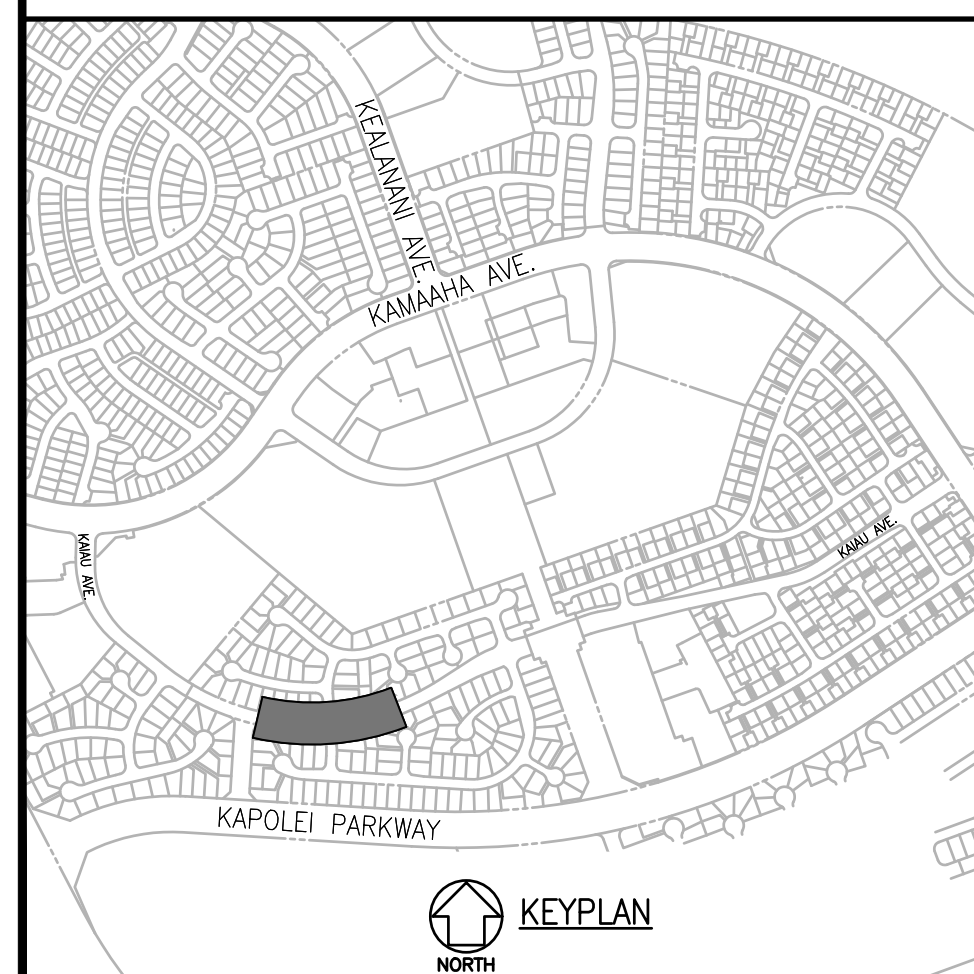 KEALANANI AVE.
KAMAAHA AVE.
KAIAU AVE.
KAIAU AVE.
KAPOLEI PARKWAY
KEYPLAN
NORTH